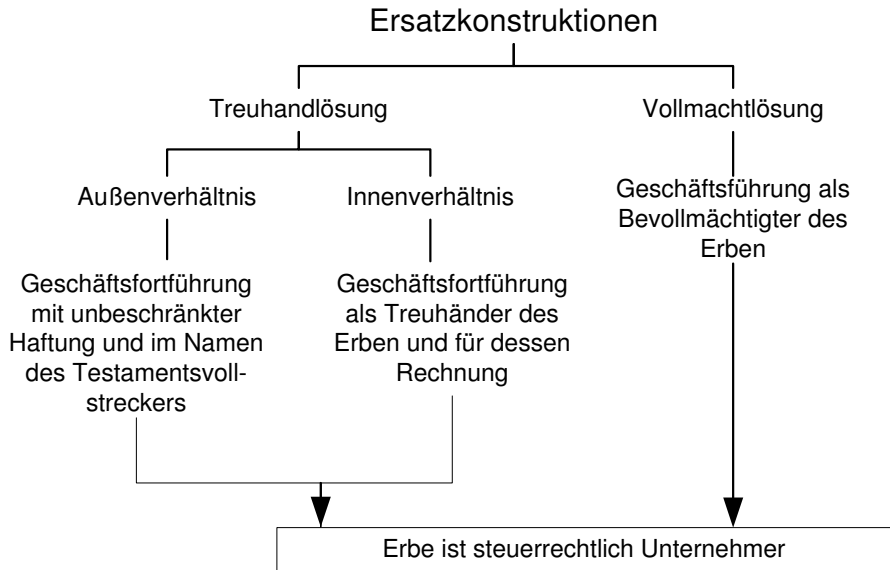 Ersatzkonstruktionen
Treuhandlösung
Vollmachtlösung
Außenverhältnis
Innenverhältnis
Geschäftsführung als
Bevollmächtigter des
Erben
Geschäftsfortführung
mit unbeschränkter
Haftung und im Namen
des Testamentsvoll-
streckers
Geschäftsfortführung
als Treuhänder des
Erben und für dessen
Rechnung
Erbe ist steuerrechtlich Unternehmer